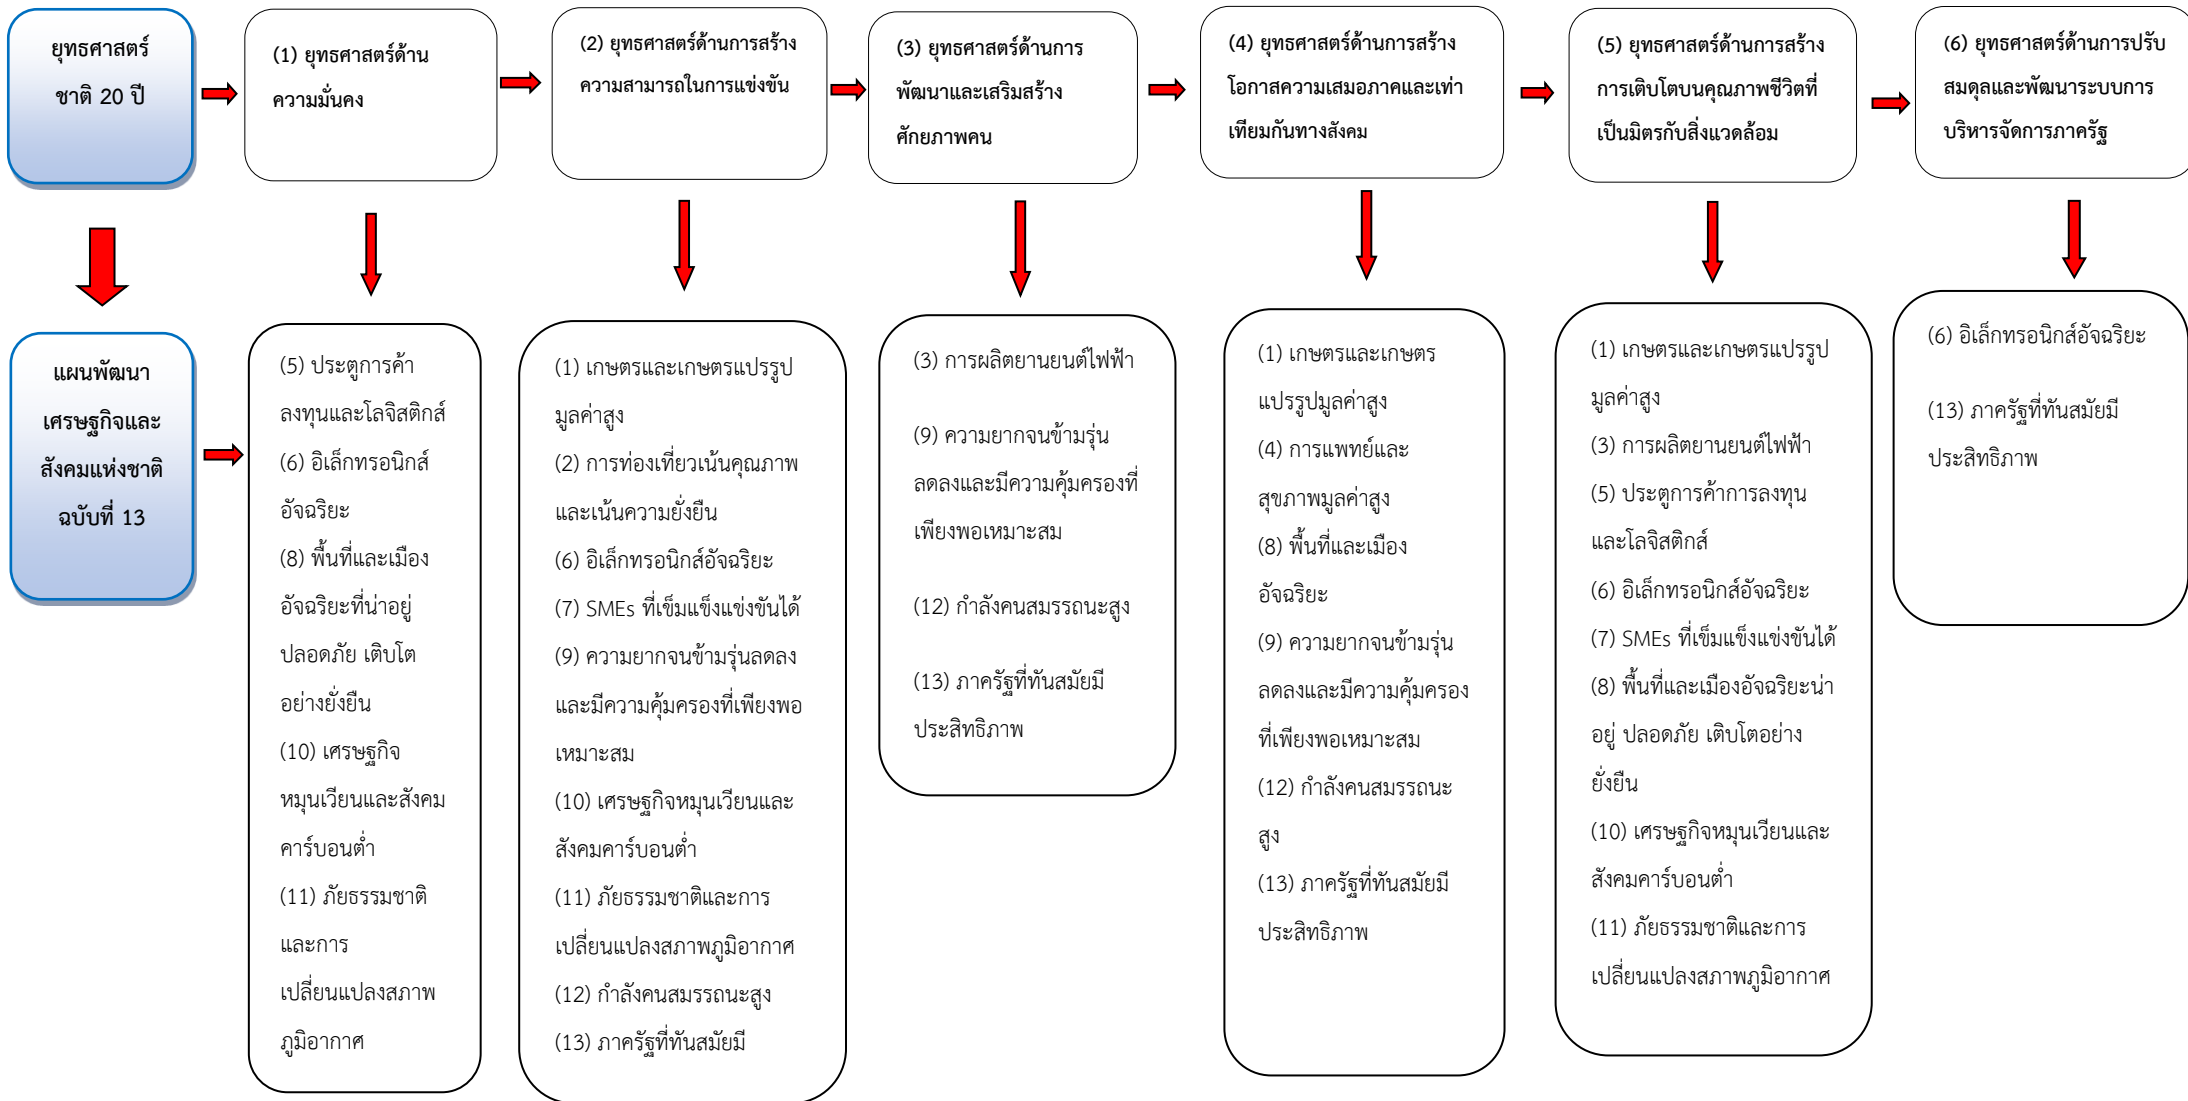 ยุทธศาสตร์
ชาติ 20 ปี
(1) ยุทธศาสตร์ด้าน
ความมั่นคง
(2) ยุทธศาสตร์ด้านการสร้าง
ความสามารถในการแข่งขัน
(3) ยุทธศาสตร์ด้านการ
พัฒนาและเสริมสร้าง
ศักยภาพคน
(4) ยุทธศาสตร์ด้านการสร้าง
โอกาสความเสมอภาคและเท่า
เทียมกันทางสังคม
(5) ยุทธศาสตร์ด้านการสร้าง
การเติบโตบนคุณภาพชีวิตที่
เป็นมิตรกับสิ่งแวดล้อม
(6) ยุทธศาสตร์ด้านการปรับ
สมดุลและพัฒนาระบบการ
บริหารจัดการภาครัฐ
แผนพัฒนา
เศรษฐกิจและ
สังคมแห่งชาติ
ฉบับที่ 13
(5) ประตูการค้า
ลงทุนและโลจิสติกส์
(6) อิเล็กทรอนิกส์
อัจฉริยะ
(8) พื้นที่และเมือง
อัจฉริยะที่น่าอยู่
ปลอดภัย เติบโต
อย่างยั่งยืน
(10) เศรษฐกิจ
หมุนเวียนและสังคม
คาร์บอนต่ำ
(11) ภัยธรรมชาติ
และการ
เปลี่ยนแปลงสภาพ
ภูมิอากาศ
(1) เกษตรและเกษตรแปรรูป
มูลค่าสูง
(2) การท่องเที่ยวเน้นคุณภาพ
และเน้นความยั่งยืน
(6) อิเล็กทรอนิกส์อัจฉริยะ
(7) SMEs ที่เข็มแข็งแข่งขันได้
(9) ความยากจนข้ามรุ่นลดลง
และมีความคุ้มครองที่เพียงพอ
เหมาะสม
(10) เศรษฐกิจหมุนเวียนและ
สังคมคาร์บอนต่ำ
(11) ภัยธรรมชาติและการ
เปลี่ยนแปลงสภาพภูมิอากาศ
(12) กำลังคนสมรรถนะสูง
(13) ภาครัฐที่ทันสมัยมี
(3) การผลิตยานยนต์ไฟฟ้า
(9) ความยากจนข้ามรุ่น
ลดลงและมีความคุ้มครองที่
เพียงพอเหมาะสม
(12) กำลังคนสมรรถนะสูง
(13) ภาครัฐที่ทันสมัยมี
ประสิทธิภาพ
(1) เกษตรและเกษตร
แปรรูปมูลค่าสูง
(4) การแพทย์และ
สุขภาพมูลค่าสูง
(8) พื้นที่และเมือง
อัจฉริยะ
(9) ความยากจนข้ามรุ่น
ลดลงและมีความคุ้มครอง
ที่เพียงพอเหมาะสม
(12) กำลังคนสมรรถนะ
สูง
(13) ภาครัฐที่ทันสมัยมี
ประสิทธิภาพ
(1) เกษตรและเกษตรแปรรูป
มูลค่าสูง
(3) การผลิตยานยนต์ไฟฟ้า
(5) ประตูการค้าการลงทุน
และโลจิสติกส์
(6) อิเล็กทรอนิกส์อัจฉริยะ
(7) SMEs ที่เข็มแข็งแข่งขันได้
(8) พื้นที่และเมืองอัจฉริยะน่า
อยู่ ปลอดภัย เติบโตอย่าง
ยั่งยืน
(10) เศรษฐกิจหมุนเวียนและ
สังคมคาร์บอนต่ำ
(11) ภัยธรรมชาติและการ
เปลี่ยนแปลงสภาพภูมิอากาศ
(6) อิเล็กทรอนิกส์อัจฉริยะ
(13) ภาครัฐที่ทันสมัยมี
ประสิทธิภาพ